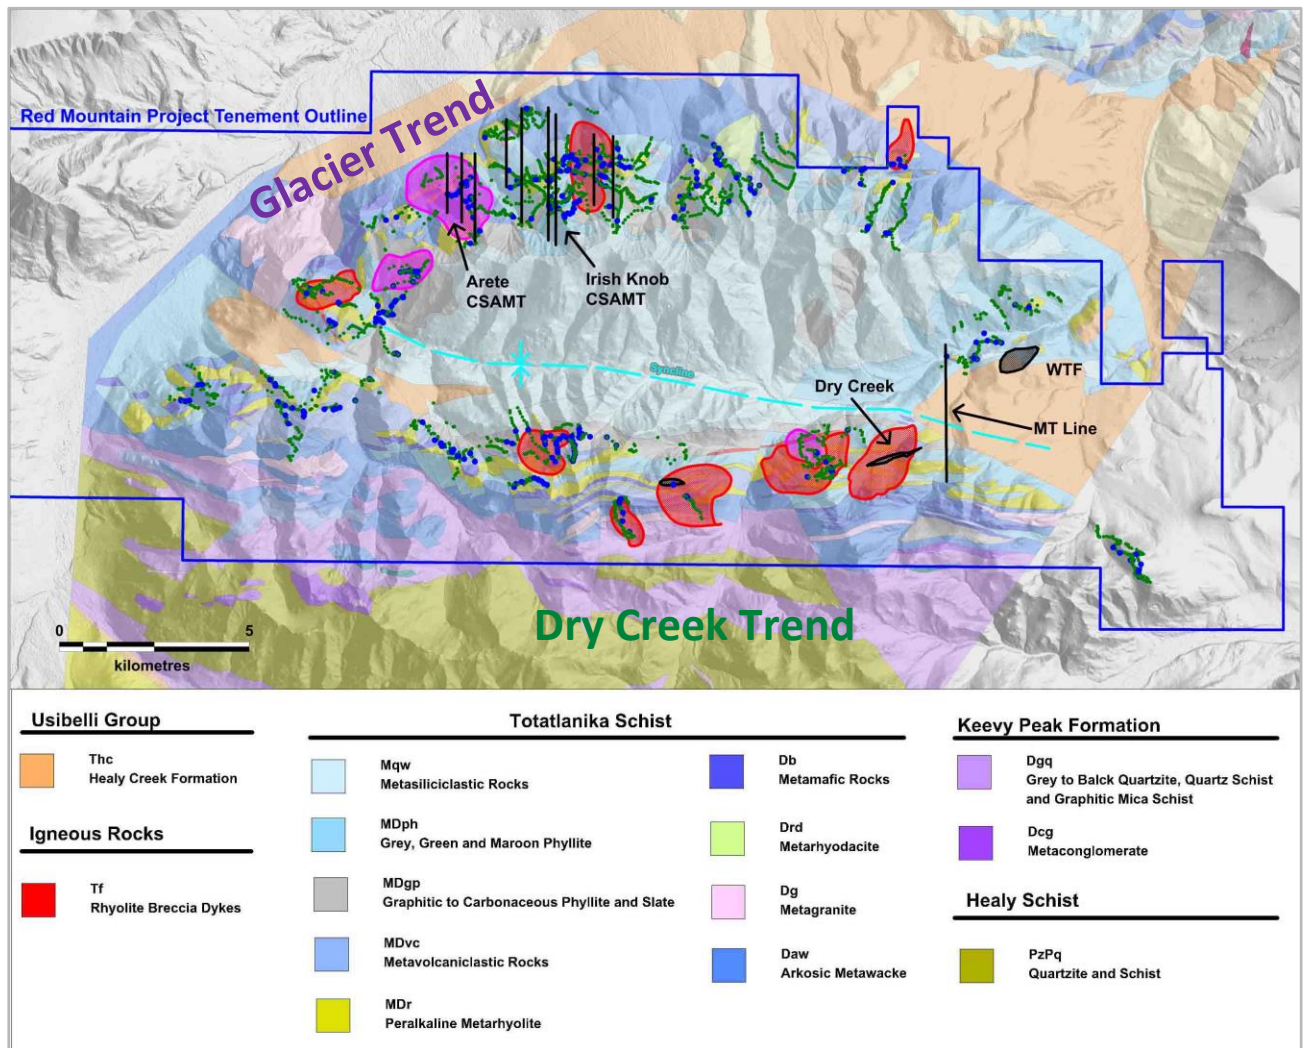 Red Mountain Project Tenement Outline
Glacier Trend
Arete
CSAMT
Irish Knob
CSAMT
Syncline
Dry Creek
WTF
MT Line
Dry Creek Trend
0 5
kilometres
Usibelli Group
Thc
Healy Creek Formation
Igneous Rocks
Tf
Rhyolite Breccia Dykes
Totatlanika Schist
Mqw
Metasiliciclastic Rocks
MDph
Grey, Green and Maroon Phyllite
MDgp
Graphitic to Carbonaceous Phyllite and Slate
MDvc
Metavolcaniclastic Rocks
MDr
Peralkaline Metarhyolite
Db
Metamafic Rocks
Drd
Metarhyodacite
Dg
Metagranite
Daw
Arkosic Metawacke
Keevy Peak Formation
Dgq
Grey to Balck Quartzite, Quartz Schist
and Graphitic Mica Schist
Dcg
Metaconglomerate
Healy Schist
PzPq
Quartzite and Schist